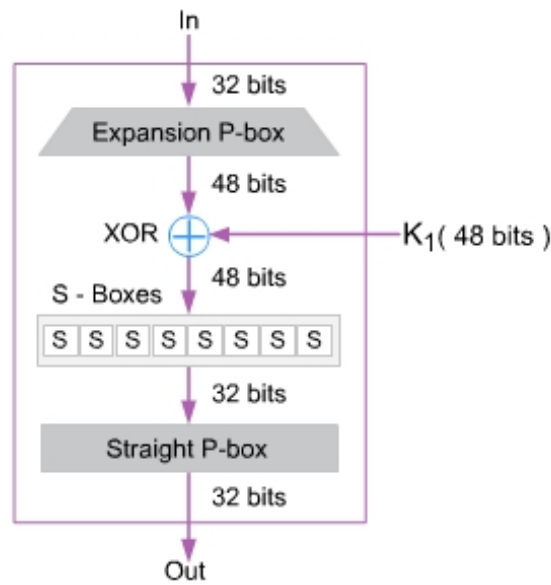 In
32 bits
Expansion P-box
48 bits
XOR
K1( 48 bits )
48 bits
S - Boxes
S S S S S S S S
32 bits
Straight P-box
32 bits
Out